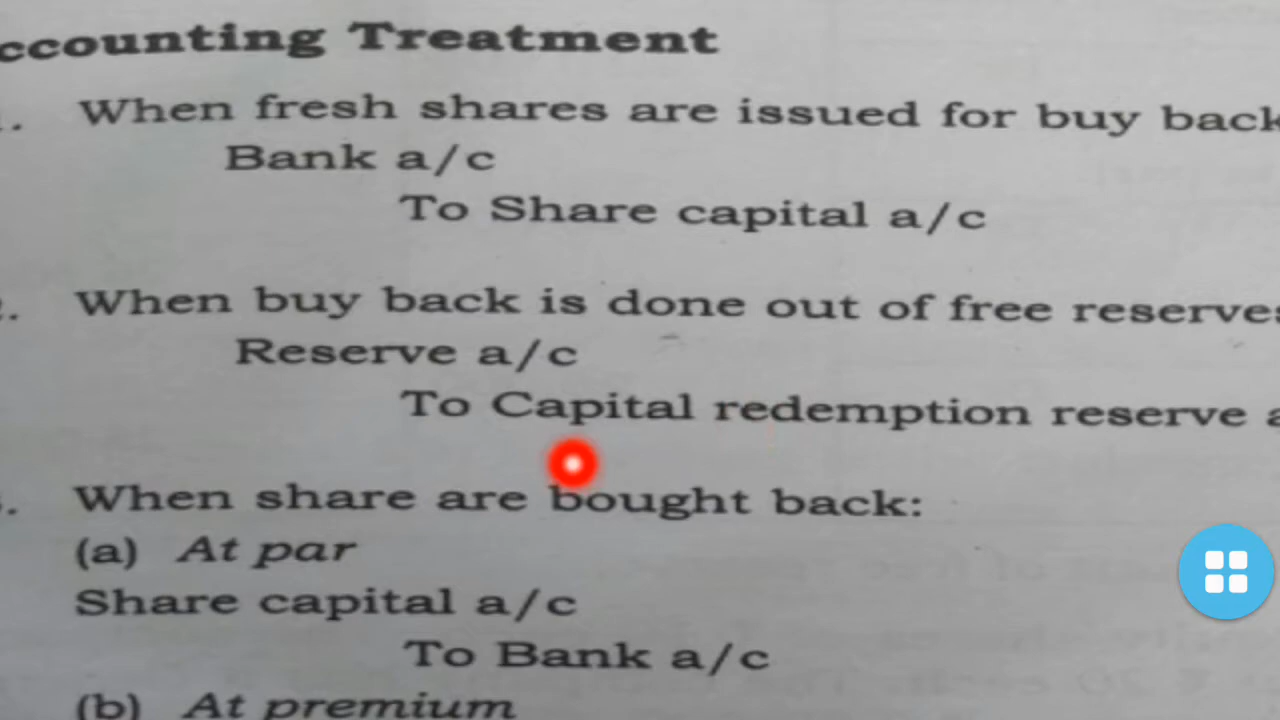 ccounting Treatment
When fresh shares are issued for buy back
Bank a/c
To Share capital a/c
When buy back is done out of free reserves
Reserve a/c
To Capital redemption reserve a
When share are bought back:
(a) At par
Share capital a/c
To Bank a/c
(b) At premium